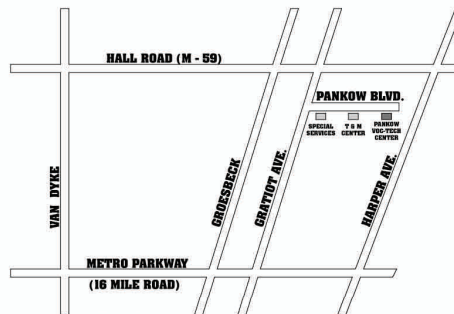 HALL ROAD (M - 59)
PANKOW BLVD.
SPECIAL
SERVICES
T & M
CENTER
PANKOW
VOC-TECH
CENTER
VAN DYKE
GROESBECK
GRATIOT AVE.
HARPER AVE.
METRO PARKWAY
(16 MILE ROAD)